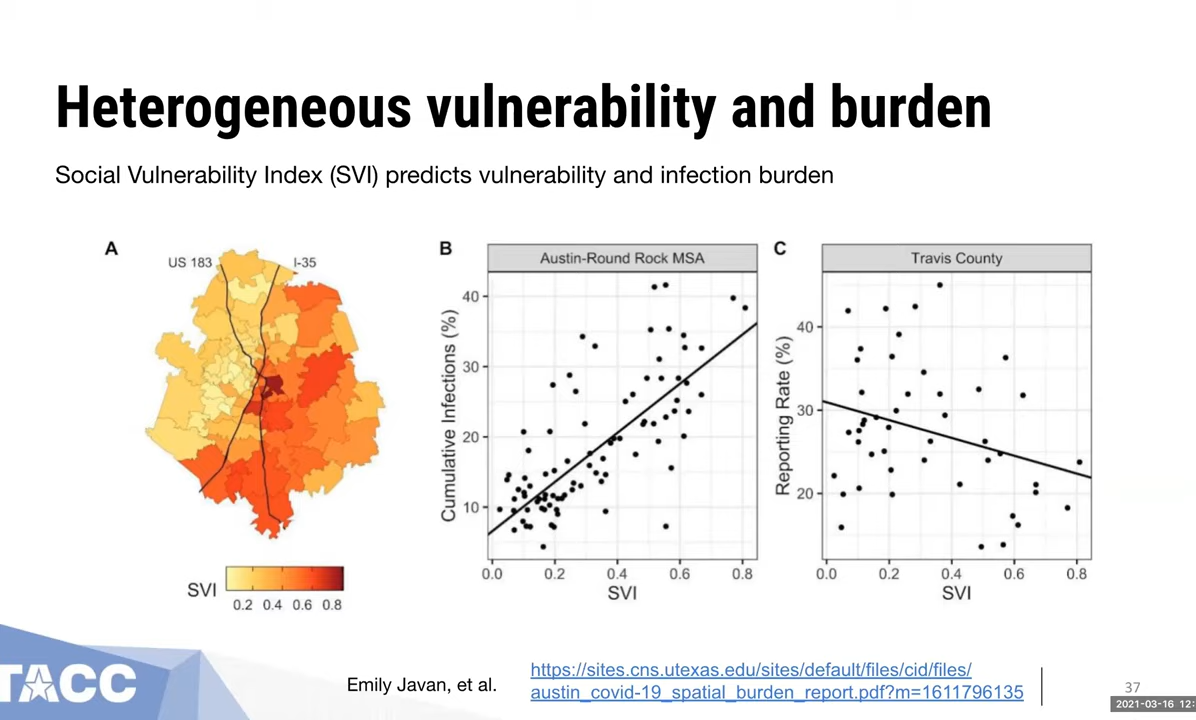 Heterogeneous vulnerability and burden
Social Vulnerability Index (SVI) predicts vulnerability and infection burden
A
US 183
I-35
SVI
0.2 0.4 0.6 0.8
B
Austin-Round Rock MSA
Cumulative Infections (%)
40
30
20
10
0.0 0.2 0.4 0.6 0.8
SVI
C
Travis County
Reporting Rate (%)
40
30
20
0.0 0.2 0.4 0.6 0.8
SVI
TACC
Emily Javan, et al.
https://sites.cns.utexas.edu/sites/default/files/cid/files/
austin_covid-19_spatial_burden_report.pdf?m=1611796135
37
2021-03-16 12: